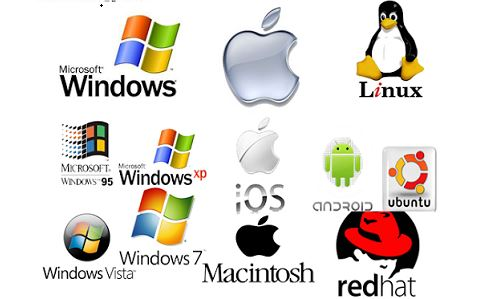 Microsoft
Windows
Linux
MICROSOFT
WINDOWS 95
Microsoft
Windows xp
iOS
ANDROID
ubuntu
Windows Vista
Windows 7
Macintosh
redhat